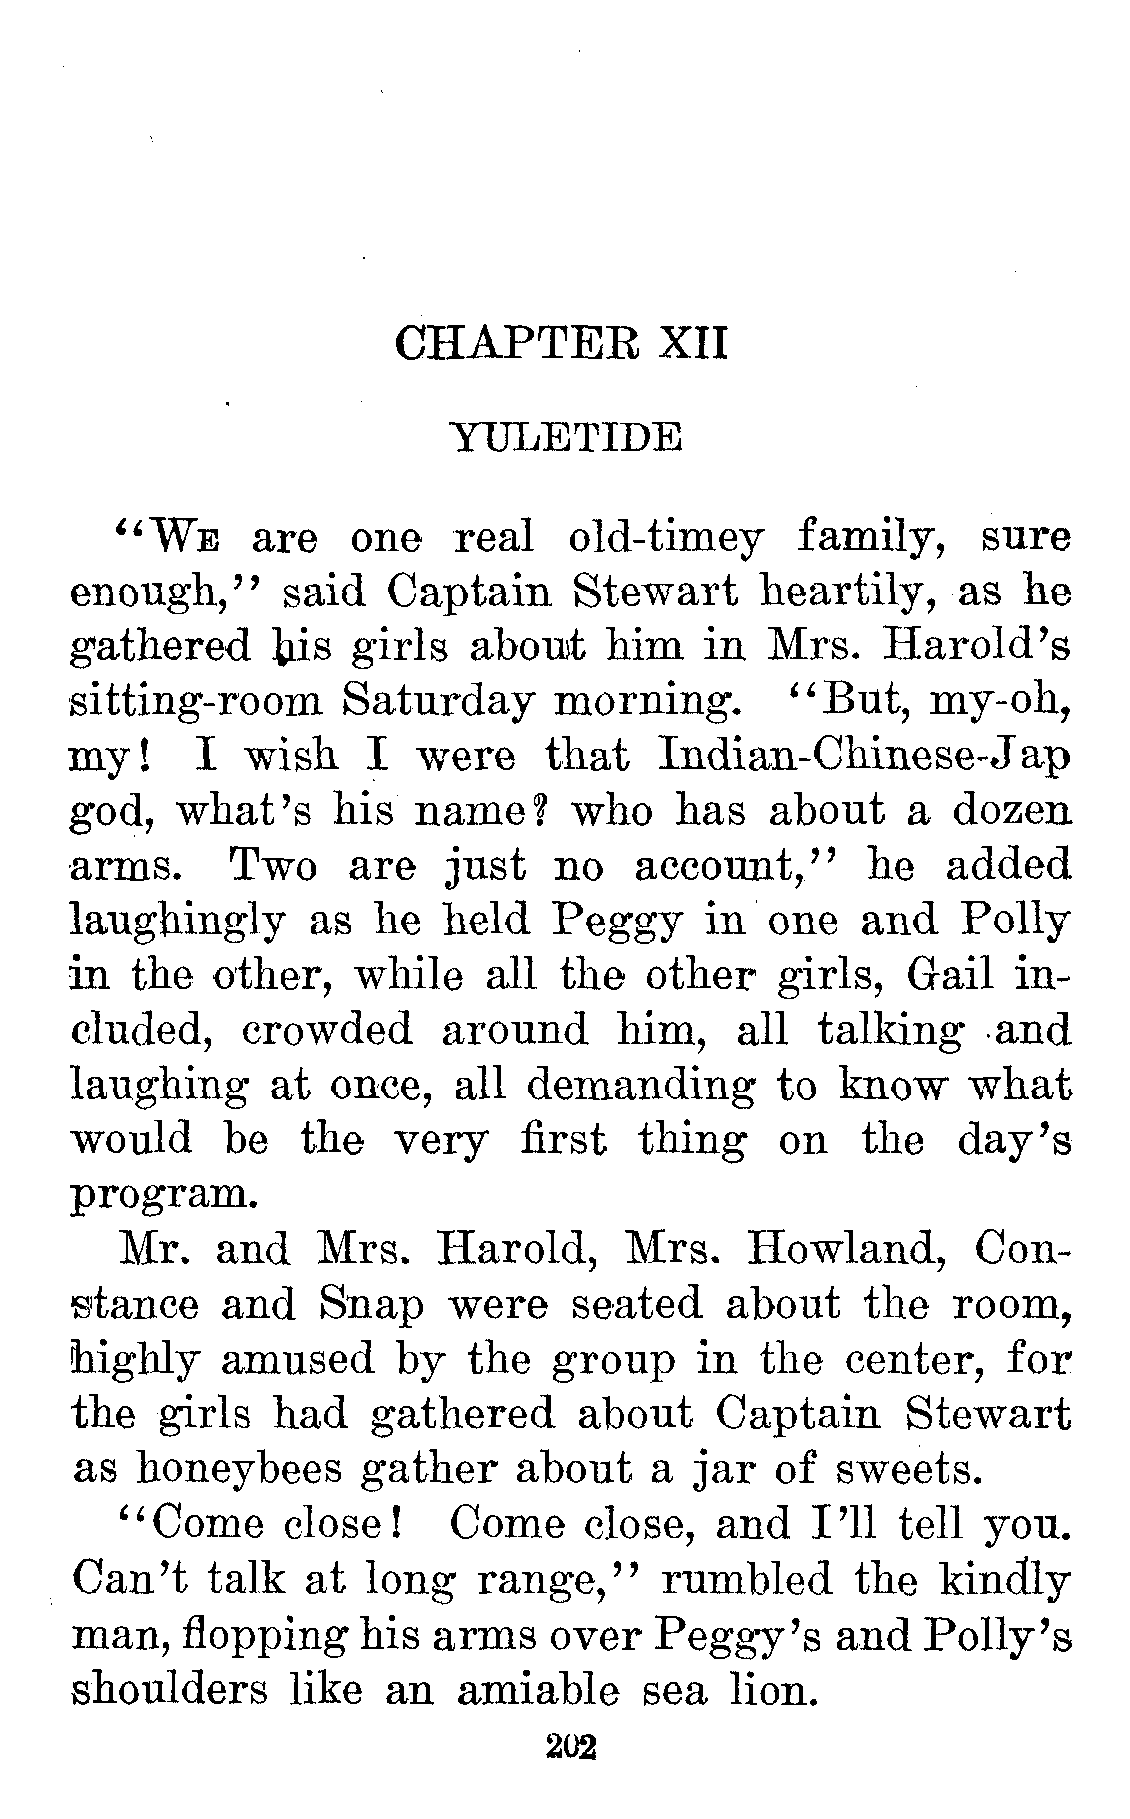 CHAPTER XII
YULETIDE
“We are one real old-timey family, sure
enough,” said Captain Stewart heartily, as he
gathered his girls about him in Mrs. Harold’s
sitting-room Saturday morning. “But, my-oh,
my! I wish I were that Indian-Chinese-Jap
god, what’s his name? who has about a dozen
arms. Two are just no account,” he added
laughingly as he held Peggy in one and Polly
in the other, while all the other girls, Gail in-
cluded, crowded around him, all talking and
laughing at once, all demanding to know what
would be the very first thing on the day’s
program.
Mr. and Mrs. Harold, Mrs. Howland, Con-
stance and Snap were seated about the room,
highly amused by the group in the center, for
the girls had gathered about Captain Stewart
as honeybees gather about a jar of sweets.
“Come close! Come close, and I’ll tell you.
Can’t talk at long range,” rumbled the kindly
man, flopping his arms over Peggy’s and Polly’s
shoulders like an amiable sea lion.
202